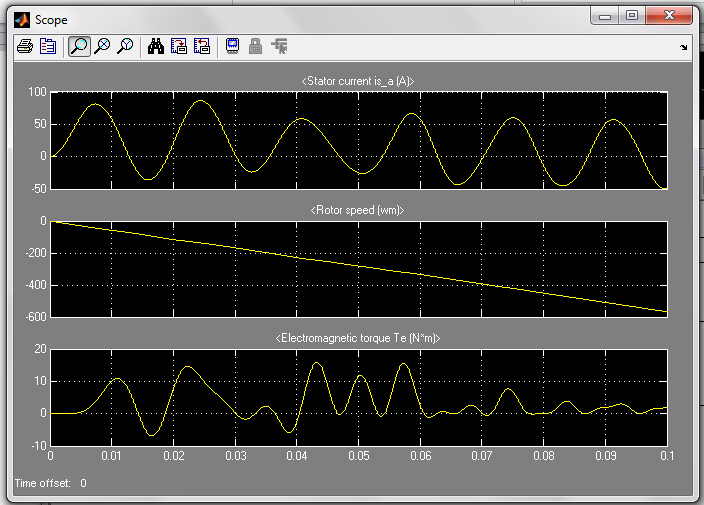 Scope
<Stator current is_a (A)>
100
50
0
-50
<Rotor speed (wm)>
0
-200
-400
-600
<Electromagnetic torque Te (N*m)>
20
10
0
-10
0 0.01 0.02 0.03 0.04 0.05 0.06 0.07 0.08 0.09 0.1
Time offset: 0